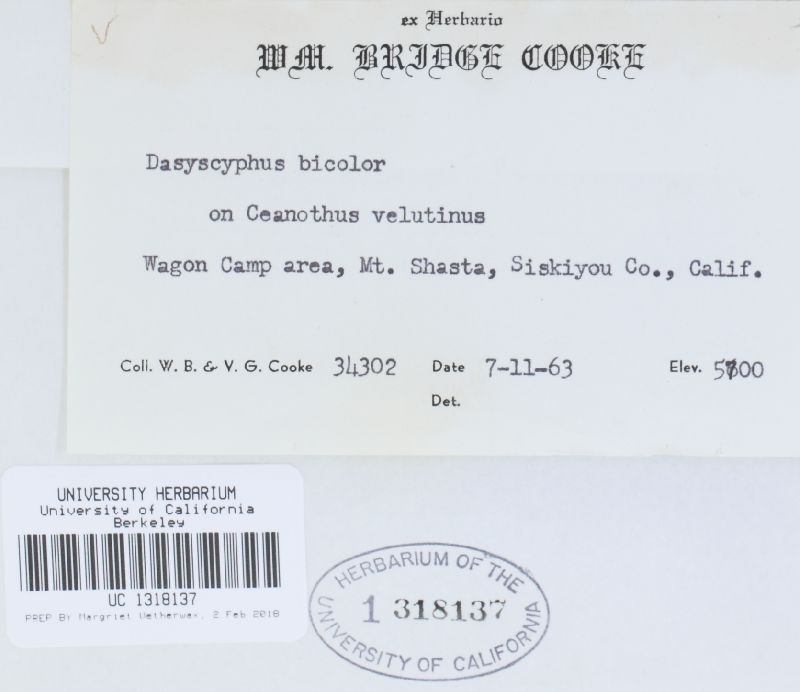 ex Herbario
WM. BRIDGE COOKE
Dasyscyphus bicolor
on Ceanothus velutinus
Wagon Camp area, Mt. Shasta, Siskiyou Co., Calif.
Coll. W. B. & V. G. Cooke 34302 Date 7-11-63 Elev.
Det.
UNIVERSITY HERBARIUM
University of California
Berkeley
UC 1318137
PREP BY Margriet Wetherwax, 2 Feb 2018
HERBARIUM OF THE
1 318137
UNIVERSITY OF CALIFORNIA